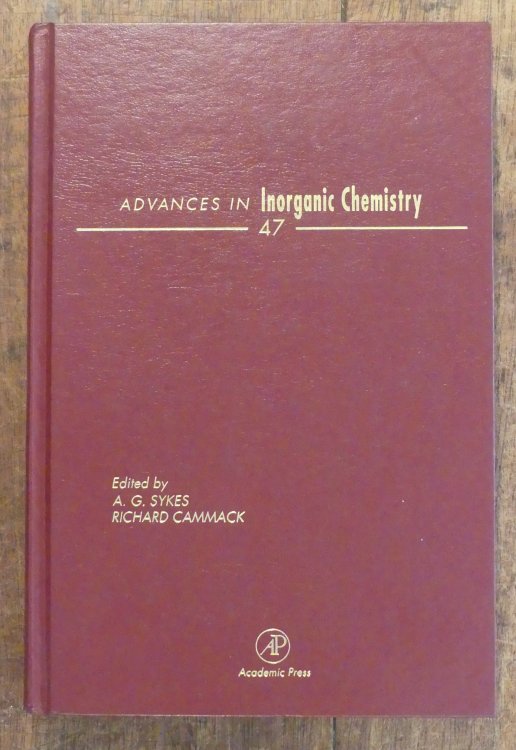 ADVANCES IN Inorganic Chemistry
47
Edited by
A. G. SYKES
RICHARD CAMMACK
AP
Academic Press